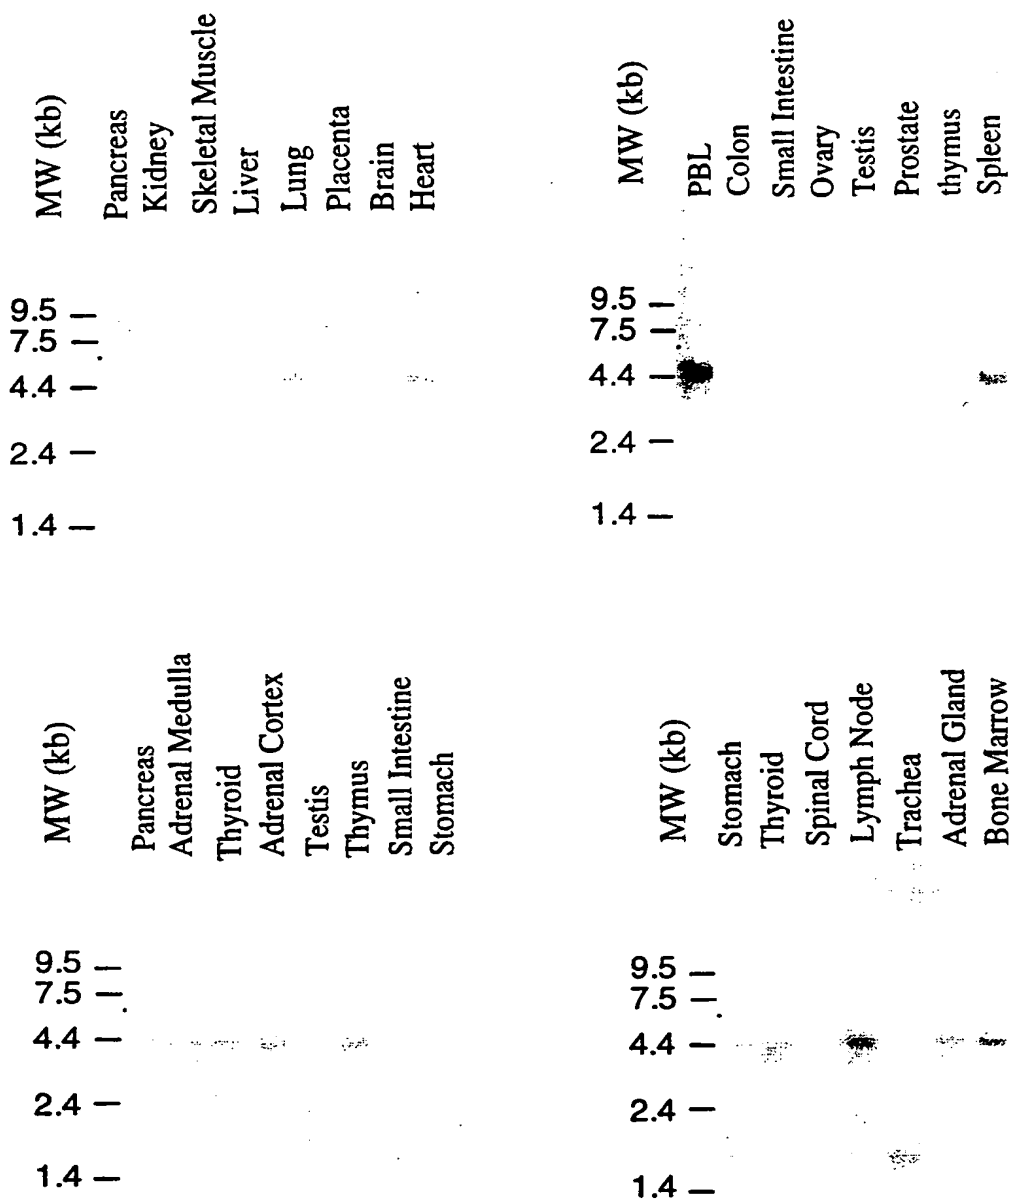 MW (kb)
Pancreas
Kidney
Skeletal Muscle
Liver
Lung
Placenta
Brain
Heart
9.5
7.5
4.4
2.4
1.4
MW (kb)
PBL
Colon
Small Intestine
Ovary
Testis
Prostate
thymus
Spleen
9.5
7.5
4.4
2.4
1.4
MW (kb)
Pancreas
Adrenal Medulla
Thyroid
Adrenal Cortex
Testis
Thymus
Small Intestine
Stomach
9.5
7.5
4.4
2.4
1.4
MW (kb)
Stomach
Thyroid
Spinal Cord
Lymph Node
Trachea
Adrenal Gland
Bone Marrow
9.5
7.5
4.4
2.4
1.4